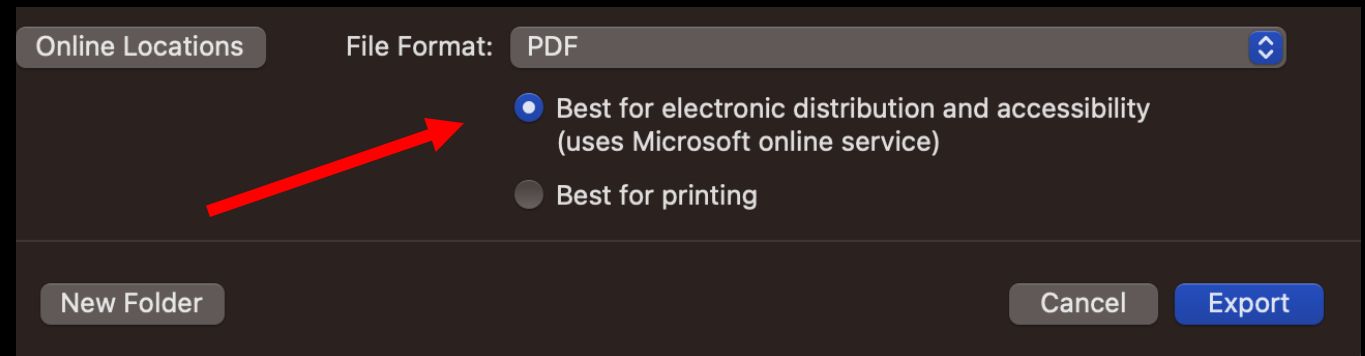 Online Locations
File Format:
PDF
Best for electronic distribution and accessibility
(uses Microsoft online service)
Best for printing
New Folder
Cancel
Export